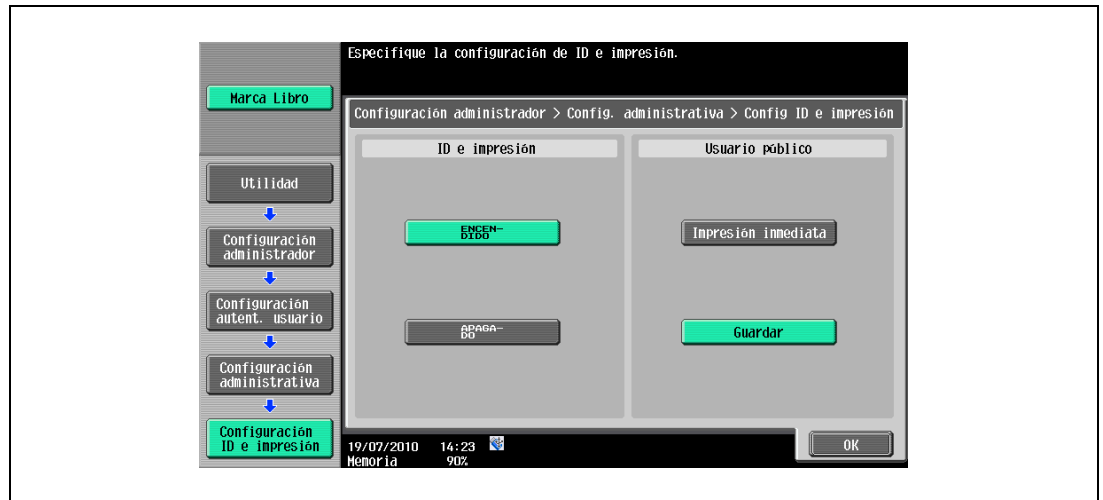 Especifique la configuración de ID e impresión.
Marca Libro
Configuración administrador > Config. administrativa > Config ID e impresión
ID e impresión
Usuario público
Utilidad
Configuración
administrador
ENCEN-
DIDO
Impresión inmediata
Configuración
autent. usuario
APAGA-
DO
Guardar
Configuración
administrativa
Configuración
ID e impresión
19/07/2010 14:23
Memoria 90%
OK